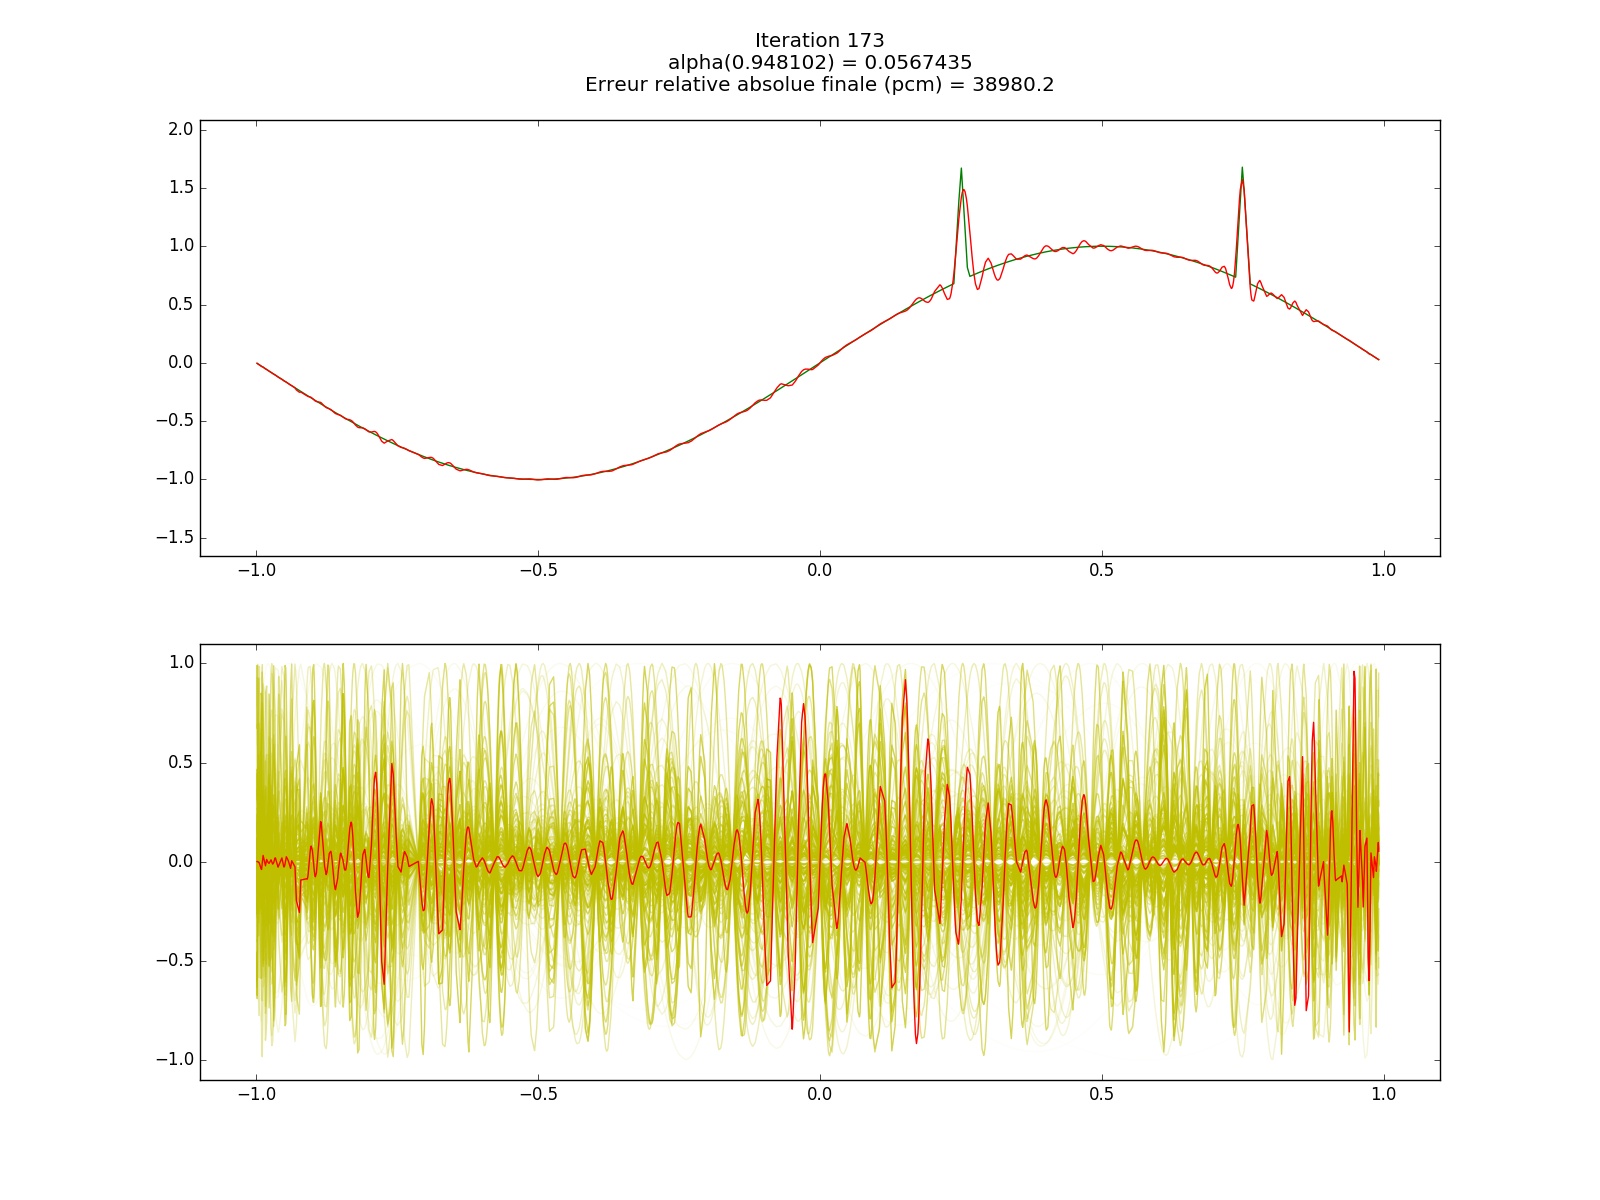 Iteration 173
alpha(0.948102) = 0.0567435
Erreur relative absolue finale (pcm) = 38980.2
2.0
1.5
1.0
0.5
0.0
−0.5
−1.0
−1.5
−1.0 −0.5 0.0 0.5 1.0
1.0
0.5
0.0
−0.5
−1.0
−1.0 −0.5 0.0 0.5 1.0